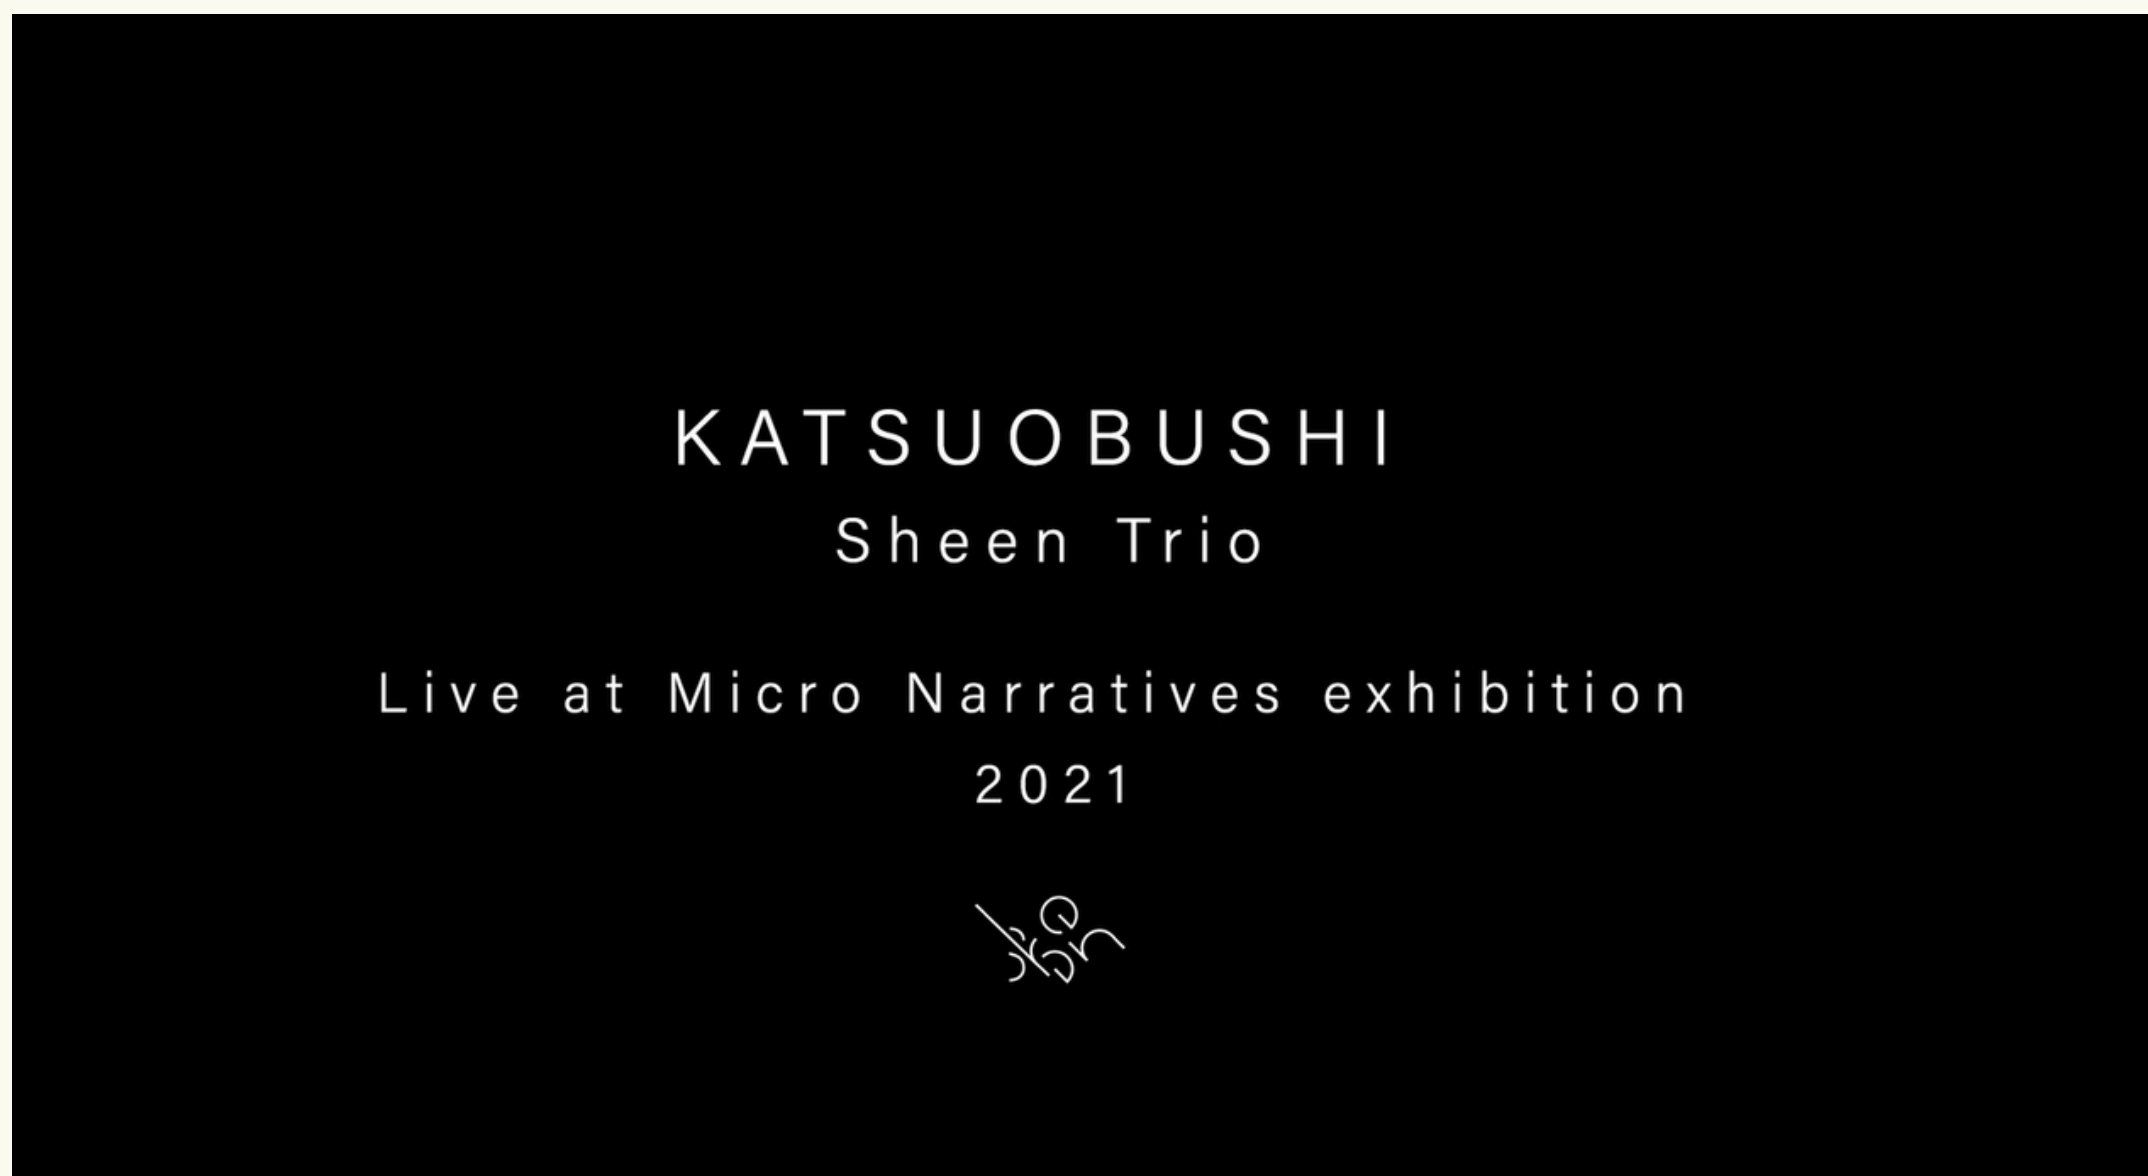 KATSUOBUSHI
Sheen Trio
Live at Micro Narratives exhibition
2021